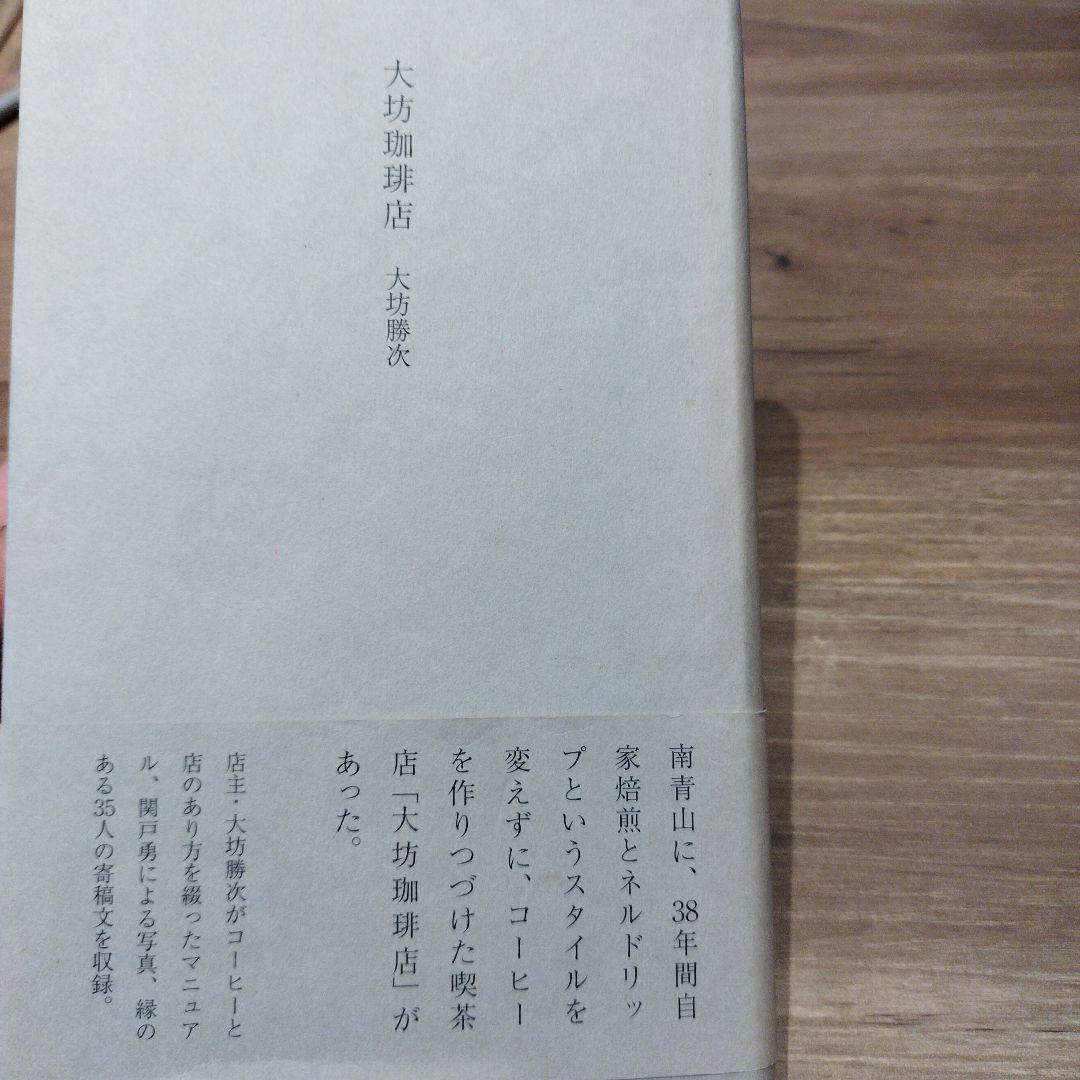 大坊珈琲店　大坊勝次
南青山に、38年間自
家焙煎とネルドリッ
プというスタイルを
変えずに、コーヒー
を作りつづけた喫茶
店「大坊珈琲店」が
あった。
店主・大坊勝次がコーヒーと
店のあり方を綴ったマニュア
ル、関戸勇による写真、縁の
ある35人の寄稿文を収録。